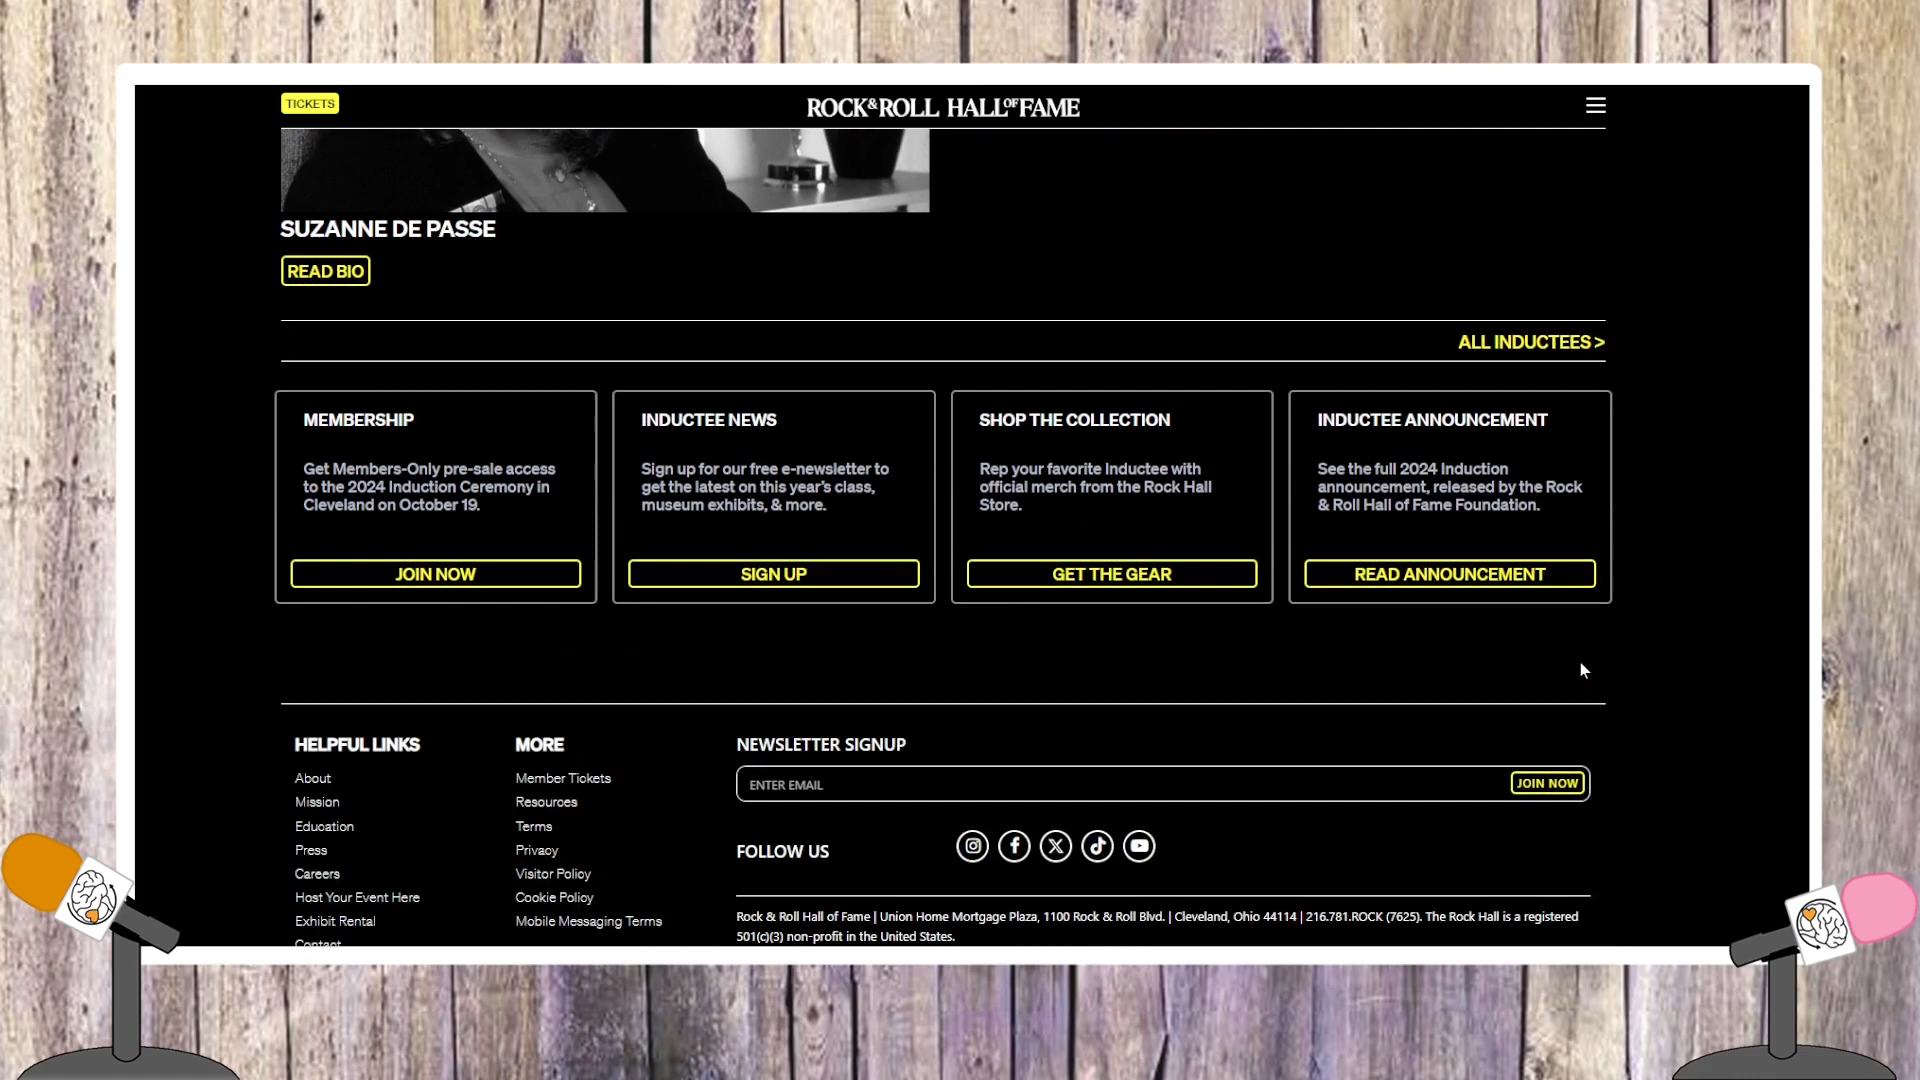 TICKETS
ROCK&ROLL HALL OF FAME
SUZANNE DE PASSE
READ BIO
ALL INDUCTEES >
MEMBERSHIP
Get Members-Only pre-sale access
to the 2024 Induction Ceremony in
Cleveland on October 19.
JOIN NOW
INDUCTEE NEWS
Sign up for our free e-newsletter to
get the latest on this year's class,
museum exhibits, & more.
SIGN UP
SHOP THE COLLECTION
Rep your favorite Inductee with
official merch from the Rock Hall
Store.
GET THE GEAR
INDUCTEE ANNOUNCEMENT
See the full 2024 Induction
announcement, released by the Rock
& Roll Hall of Fame Foundation.
READ ANNOUNCEMENT
HELPFUL LINKS
About
Mission
Education
Press
Careers
Host Your Event Here
Exhibit Rental
Contact
MORE
Member Tickets
Resources
Terms
Privacy
Visitor Policy
Cookie Policy
Mobile Messaging Terms
NEWSLETTER SIGNUP
ENTER EMAIL
JOIN NOW
FOLLOW US
Rock & Roll Hall of Fame | Union Home Mortgage Plaza, 1100 Rock & Roll Blvd. | Cleveland, Ohio 44114 | 216.781.ROCK (7625). The Rock Hall is a registered
501(c)(3) non-profit in the United States.